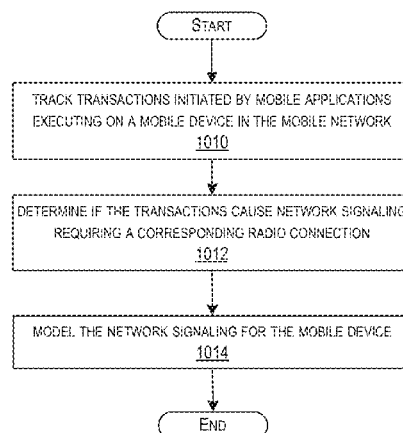 START
TRACK TRANSACTIONS INITIATED BY MOBILE APPLICATIONS
EXECUTING ON A MOBILE DEVICE IN THE MOBILE NETWORK
1010
DETERMINE IF THE TRANSACTIONS CAUSE NETWORK SIGNALING
REQUIRING A CORRESPONDING RADIO CONNECTION
1012
MODEL THE NETWORK SIGNALING FOR THE MOBILE DEVICE
1014
END